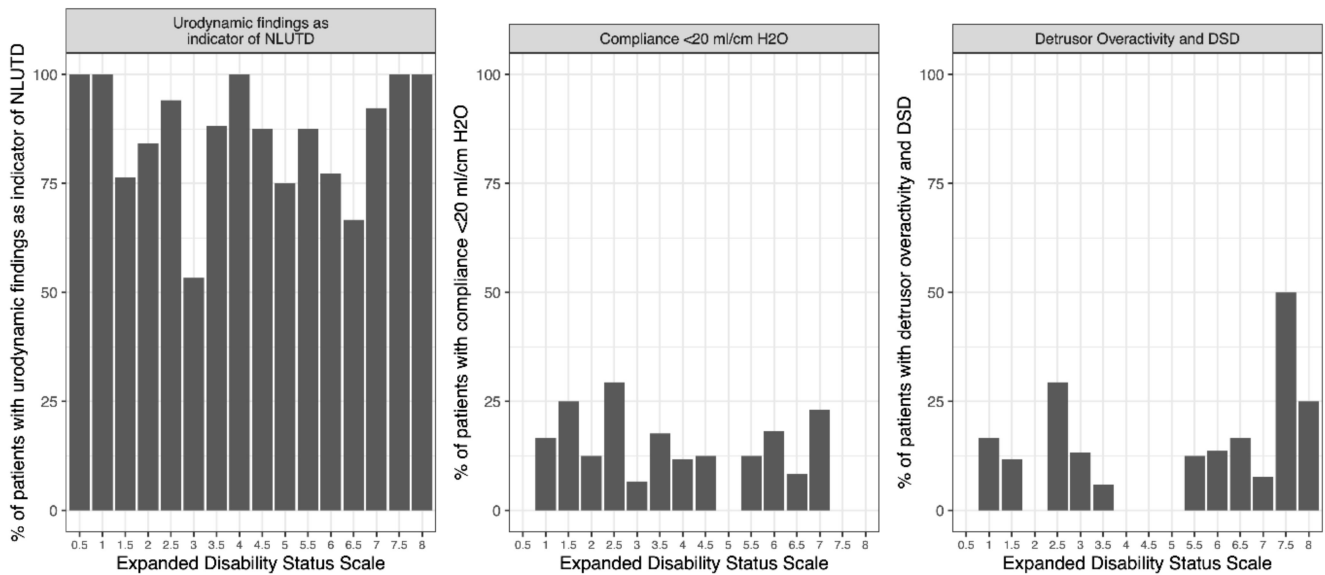 Urodynamic findings as
indicator of NLUTD
% of patients with urodynamic findings as indicator of NLUTD
100
75
50
25
0
0.5 1 1.5 2 2.5 3 3.5 4 4.5 5 5.5 6 6.5 7 7.5 8
Expanded Disability Status Scale
Compliance <20 ml/cm H2O
% of patients with compliance <20 ml/cm H2O
100
75
50
25
0
0.5 1 1.5 2 2.5 3 3.5 4 4.5 5 5.5 6 6.5 7 7.5 8
Expanded Disability Status Scale
Detrusor Overactivity and DSD
% of patients with detrusor overactivity and DSD
100
75
50
25
0
0.5 1 1.5 2 2.5 3 3.5 4 4.5 5 5.5 6 6.5 7 7.5 8
Expanded Disability Status Scale